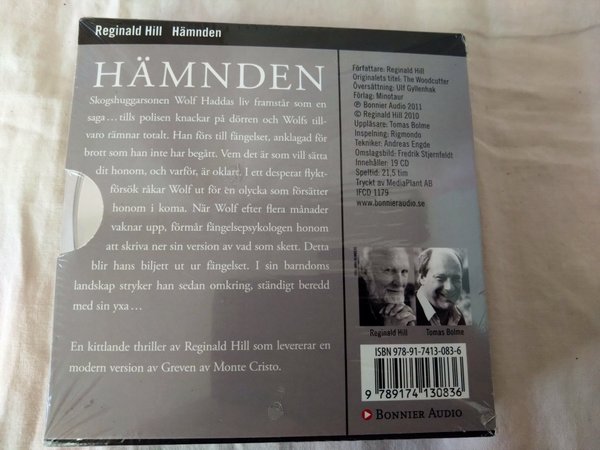 Reginald Hill Hämnden
HÄMNDEN
Skogshuggarsonen Wolf Haddas liv framstår som en
saga... tills polisen knackar på dörren och Wolfs till-
varo rämnar totalt. Han förs till fängelset, anklagad för
brott som han inte har begått. Vem det är som vill sätta
dit honom, och varför, är oklart. I ett desperat flykt-
försök råkar Wolf ut för en olycka som försätter
honom i koma. När Wolf efter flera månader
vaknar upp, förmår fängelsepsykologen honom
att skriva ner sin version av vad som skett. Detta
blir hans biljett ut ur fängelset. I sin barndoms
landskap stryker han sedan omkring, ständigt beredd
med sin yxa...
En kittlande thriller av Reginald Hill som levererar en
modern version av Greven av Monte Cristo.
Författare: Reginald Hill
Originalets titel: The Woodcutter
Översättning: Ulf Gyllenhak
Förlag: Minotaur
℗ Bonnier Audio 2011
© Reginald Hill 2010
Uppläsare: Tomas Bolme
Inspelning: Rigmondo
Tekniker: Andreas Engde
Omslagsbild: Fredrik Stjernfeldt
Innehåller: 19 CD
Speltid: 21,5 tim
Tryckt av MediaPlant AB
IFCD 1179
www.bonnieraudio.se
Reginald Hill Tomas Bolme
ISBN 978-91-7413-083-6
9 789174 130836
BONNIER AUDIO